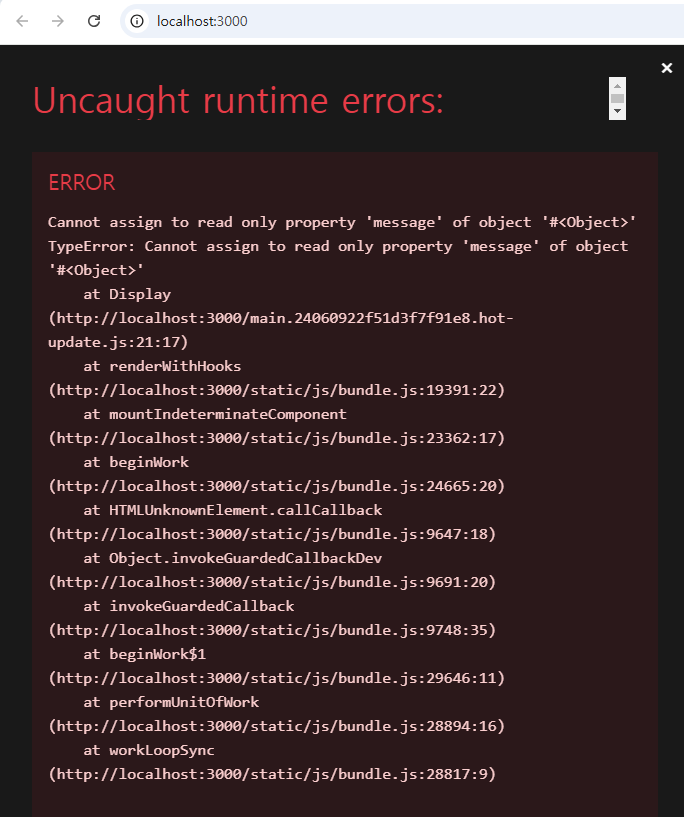 localhost:3000
Uncaught runtime errors:
ERROR
Cannot assign to read only property 'message' of object '#<Object>'
TypeError: Cannot assign to read only property 'message' of object
'#<Object>'
    at Display
(http://localhost:3000/main.24060922f51d3f7f91e8.hot-
update.js:21:17)
    at renderWithHooks
(http://localhost:3000/static/js/bundle.js:19391:22)
    at mountIndeterminateComponent
(http://localhost:3000/static/js/bundle.js:23362:17)
    at beginWork
(http://localhost:3000/static/js/bundle.js:24665:20)
    at HTMLUnknownElement.callCallback
(http://localhost:3000/static/js/bundle.js:9647:18)
    at Object.invokeGuardedCallbackDev
(http://localhost:3000/static/js/bundle.js:9691:20)
    at invokeGuardedCallback
(http://localhost:3000/static/js/bundle.js:9748:35)
    at beginWork$1
(http://localhost:3000/static/js/bundle.js:29646:11)
    at performUnitOfWork
(http://localhost:3000/static/js/bundle.js:28894:16)
    at workLoopSync
(http://localhost:3000/static/js/bundle.js:28817:9)